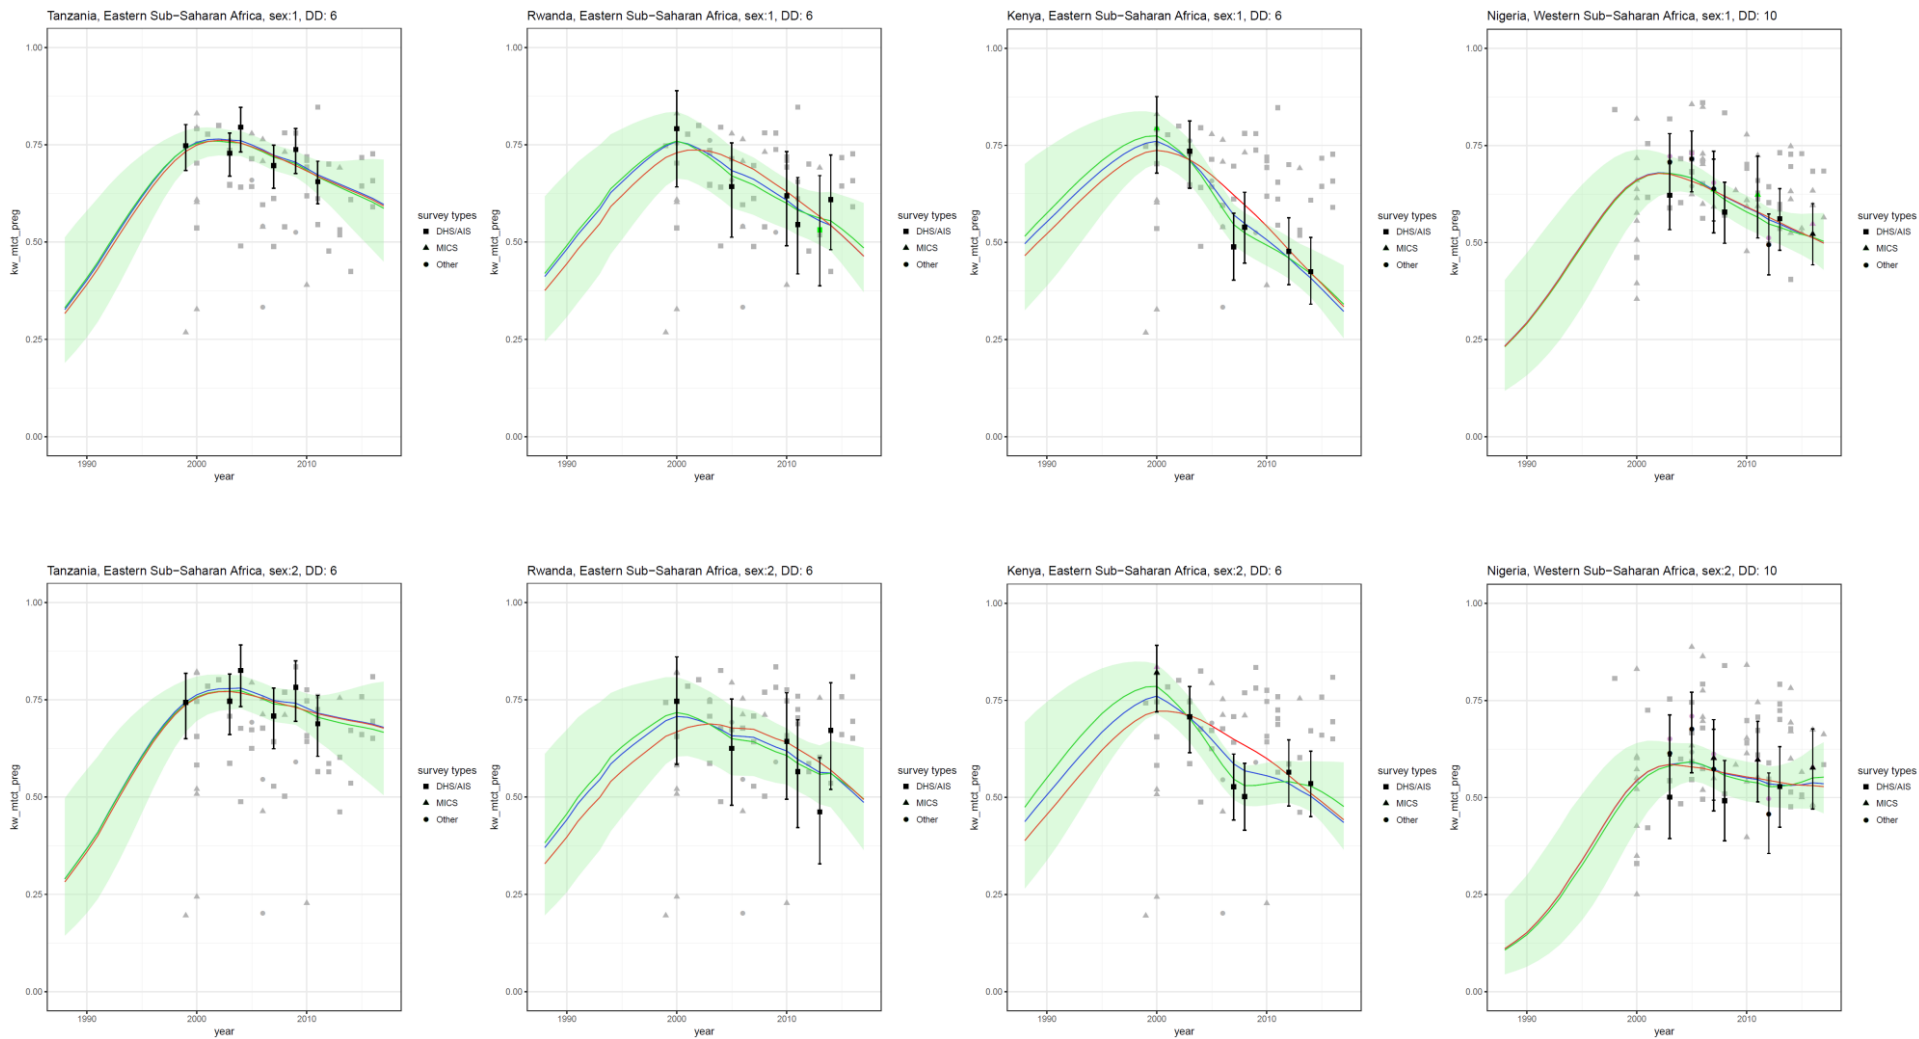 Tanzania, Eastern Sub−Saharan Africa, sex:1, DD: 6
1.00
0.75
0.50
0.25
0.00
kw_mtct_preg
1990 2000 2010
year
survey types
DHS/AIS
MICS
Other
Rwanda, Eastern Sub−Saharan Africa, sex:1, DD: 6
1.00
0.75
0.50
0.25
0.00
kw_mtct_preg
1990 2000 2010
year
survey types
DHS/AIS
MICS
Other
Kenya, Eastern Sub−Saharan Africa, sex:1, DD: 6
1.00
0.75
0.50
0.25
0.00
kw_mtct_preg
1990 2000 2010
year
survey types
DHS/AIS
MICS
Other
Nigeria, Western Sub−Saharan Africa, sex:1, DD: 10
1.00
0.75
0.50
0.25
0.00
kw_mtct_preg
1990 2000 2010
year
survey types
DHS/AIS
MICS
Other
Tanzania, Eastern Sub−Saharan Africa, sex:2, DD: 6
1.00
0.75
0.50
0.25
0.00
kw_mtct_preg
1990 2000 2010
year
survey types
DHS/AIS
MICS
Other
Rwanda, Eastern Sub−Saharan Africa, sex:2, DD: 6
1.00
0.75
0.50
0.25
0.00
kw_mtct_preg
1990 2000 2010
year
survey types
DHS/AIS
MICS
Other
Kenya, Eastern Sub−Saharan Africa, sex:2, DD: 6
1.00
0.75
0.50
0.25
0.00
kw_mtct_preg
1990 2000 2010
year
survey types
DHS/AIS
MICS
Other
Nigeria, Western Sub−Saharan Africa, sex:2, DD: 10
1.00
0.75
0.50
0.25
0.00
kw_mtct_preg
1990 2000 2010
year
survey types
DHS/AIS
MICS
Other